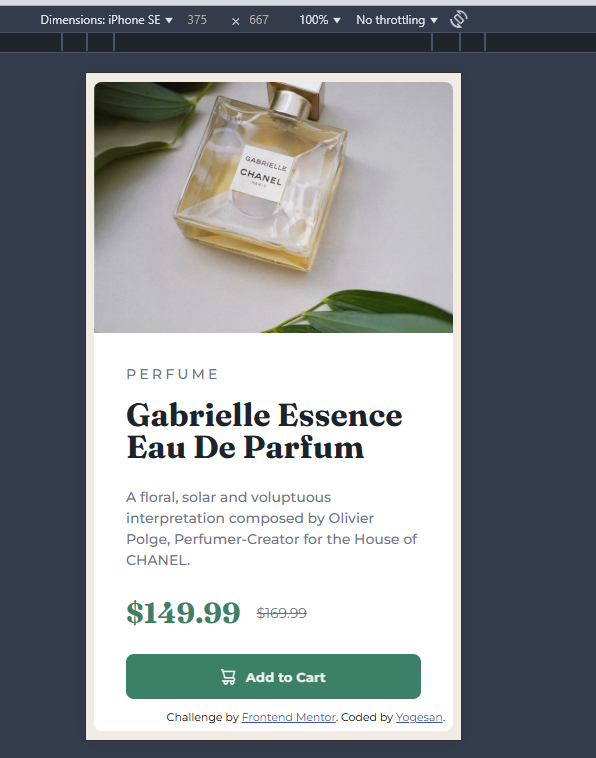 Dimensions: iPhone SE 375 × 667 100% No throttling
GABRIELLE
CHANEL
PARIS
PERFUME
Gabrielle Essence
Eau De Parfum
A floral, solar and voluptuous
interpretation composed by Olivier
Polge, Perfumer-Creator for the House of
CHANEL.
$149.99 $169.99
Add to Cart
Challenge by Frontend Mentor. Coded by Yogesan.